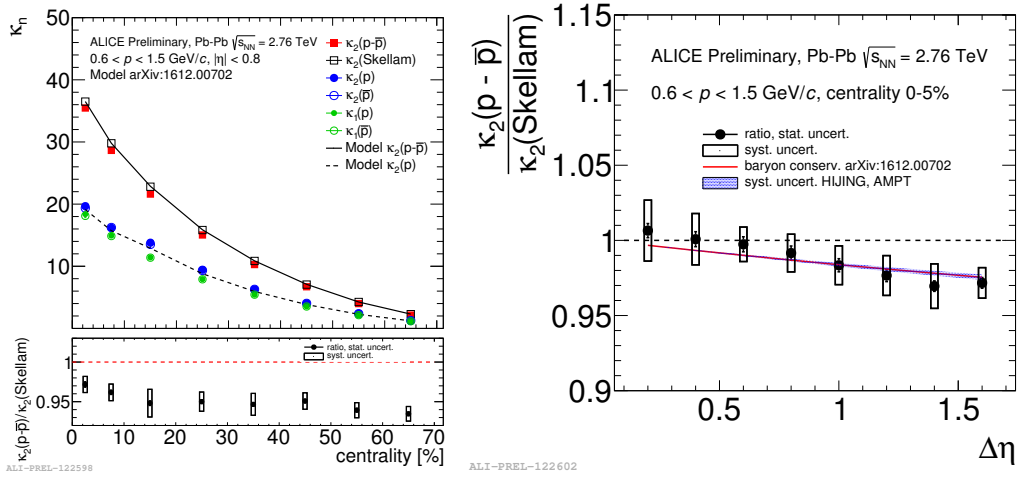 κn
50
40
30
20
10
ALICE Preliminary, Pb-Pb √sNN = 2.76 TeV
0.6 < p < 1.5 GeV/c, |η| < 0.8
Model arXiv:1612.00702
κ2(p-p̅)
κ2(Skellam)
κ2(p)
κ2(p̅)
κ1(p)
κ1(p̅)
Model κ2(p-p̅)
Model κ2(p)
κ2(p-p̅)/κ2(Skellam)
1
0.95
ratio, stat. uncert.
syst. uncert.
0 10 20 30 40 50 60 70
centrality [%]
ALI-PREL-122598
κ2(p - p̅)
κ2(Skellam)
1.15
1.1
1.05
1
0.95
0.9
ALICE Preliminary, Pb-Pb √sNN = 2.76 TeV
0.6 < p < 1.5 GeV/c, centrality 0-5%
ratio, stat. uncert.
syst. uncert.
baryon conserv. arXiv:1612.00702
syst. uncert. HIJING, AMPT
0.5 1 1.5
Δη
ALI-PREL-122602